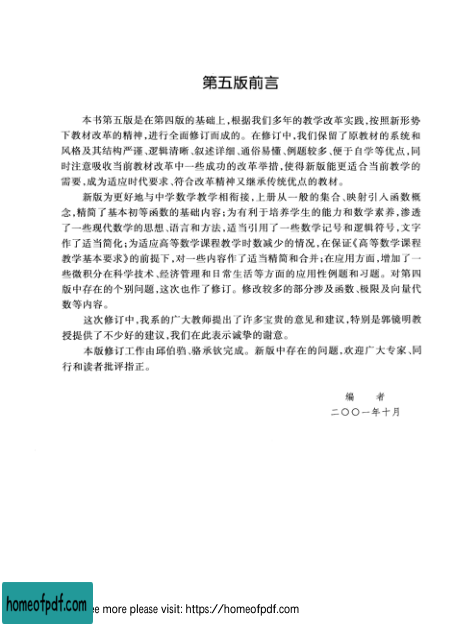 第五版前言
本书第五版是在第四版的基础上,根据我们多年的教学改革实践,按照新形势
下教材改革的精神,进行全面修订而成的。在修订中,我们保留了原教材的系统和
风格及其结构严谨、逻辑清晰、叙述详细、通俗易懂、例题较多、便于自学等优点,同
时注意吸收当前教材改革中一些成功的改革举措,使得新版能更适合当前教学的
需要,成为适应时代要求、符合改革精神又继承传统优点的教材。
新版为更好地与中学数学教学相衔接,上册从一般的集合、映射引入函数概
念,精简了基本初等函数的基础内容;为有利于培养学生的能力和数学素养,渗透
了一些现代数学的思想、语言和方法,适当引用了一些数学记号和逻辑符号,文字
作了适当简化;为适应高等数学课程教学时数减少的情况,在保证《高等数学课程
教学基本要求》的前提下,对一些内容作了适当精简和合并;在应用方面,增加了一
些微积分在科学技术、经济管理和日常生活等方面的应用性例题和习题。对第四
版中存在的个别问题,这次也作了修订。修改较多的部分涉及函数、极限及向量代
数等内容。
这次修订中,我系的广大教师提出了许多宝贵的意见和建议,特别是郭镜明教
授提供了不少好的建议,我们在此表示诚挚的谢意。
本版修订工作由邱伯驺、骆承钦完成。新版中存在的问题,欢迎广大专家、同
行和读者批评指正。
编 者
二〇〇一年十月
homeofpdf.com
ee more please visit: https://homeofpdf.com